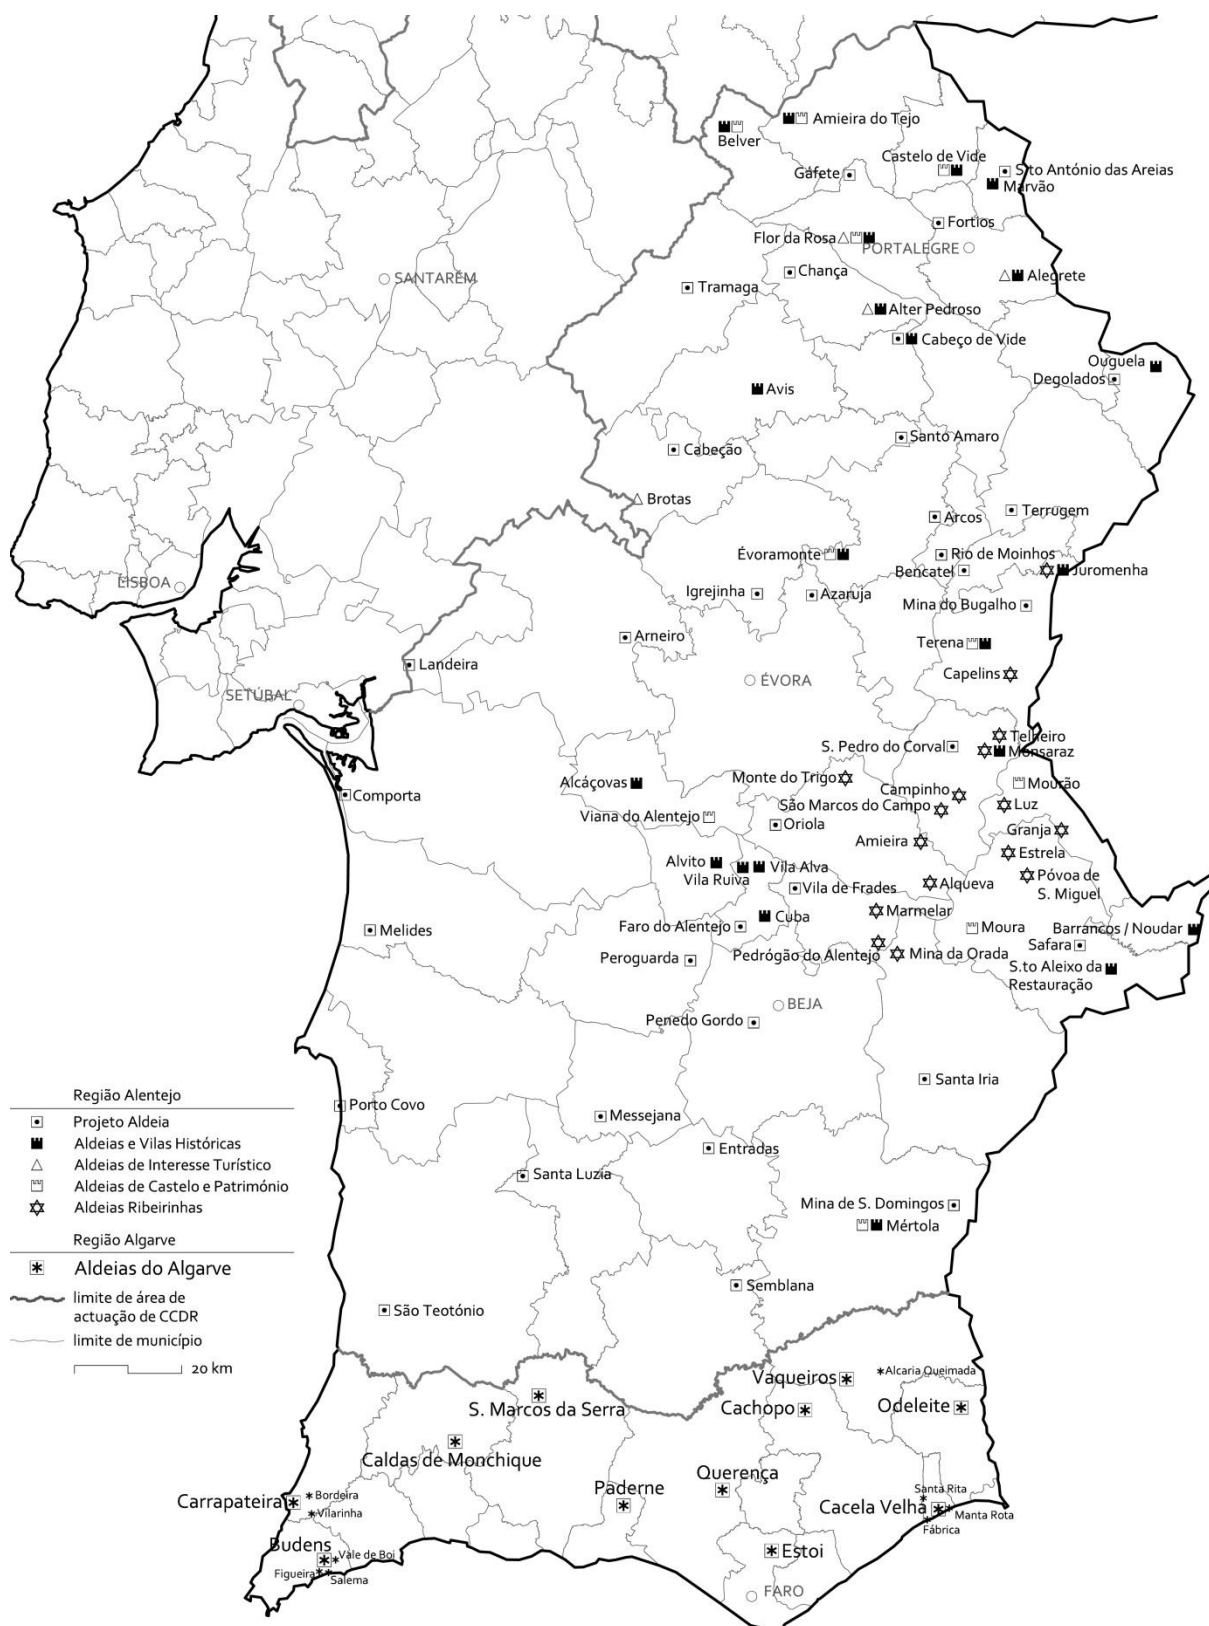 Amieira do Tejo
Belver
Castelo de Vide
Gáfete
S.to António das Areias
Marvão
Fortios
Flor da Rosa
PORTALEGRE
SANTARÉM
Chança
Alegrete
Tramaga
Alter Pedroso
Cabeço de Vide
Ouguela
Degolados
Avis
Santo Amaro
Cabeção
Brotas
Terrugem
Arcos
Évoramonte
Rio de Moinhos
Bencatel
Juromenha
LISBOA
Igrejinha
Azaruja
Mina do Bugalho
Arneiro
Terena
Landeira
Capelins
ÉVORA
SETÚBAL
Telheiro
S. Pedro do Corval
Monsaraz
Alcáçovas
Monte do Trigo
Mourão
Comporta
Campinho
São Marcos do Campo
Luz
Viana do Alentejo
Oriola
Granja
Amieira
Estrela
Alvito
Vila Ruiva
Vila Alva
Póvoa de
S. Miguel
Vila de Frades
Alqueva
Marmelar
Cuba
Faro do Alentejo
Melides
Moura
Barrancos / Noudar
Safara
Pedrógão do Alentejo
Mina da Orada
Peroguarda
S.to Aleixo da
Restauração
BEJA
Penedo Gordo
Santa Iria
Porto Covo
Messejana
Entradas
Santa Luzia
Mina de S. Domingos
Mértola
Semblana
São Teotónio
Região Alentejo
Projeto Aldeia
Aldeias e Vilas Históricas
Aldeias de Interesse Turístico
Aldeias de Castelo e Património
Aldeias Ribeirinhas
Região Algarve
Aldeias do Algarve
limite de área de
actuação de CCDR
limite de município
20 km
Vaqueiros
Alcaria Queimada
S. Marcos da Serra
Cachopo
Odeleite
Caldas de Monchique
Querença
Paderne
Carrapateira
Bordeira
Vilarinha
Santa Rita
Cacela Velha
Manta Rota
Fábrica
Budens
Vale de Boi
Figueira
Salema
Estoi
FARO